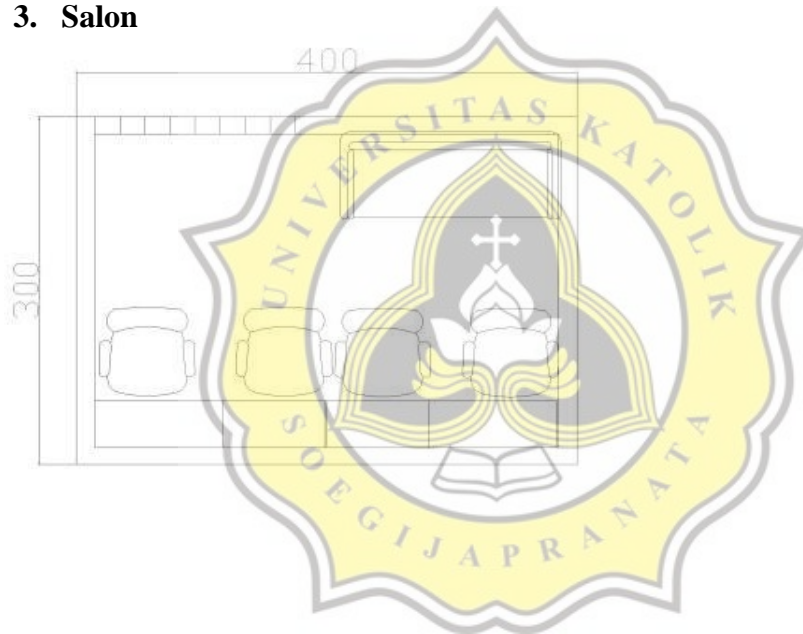 3. Salon
400
300
UNIVERSITAS KATOLIK
SOEGIJAPRANATA